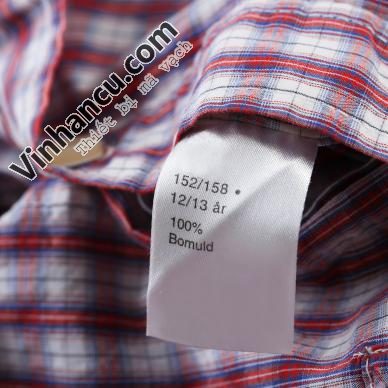 Vinhancu.com
Thiết bị mã vạch
152/158 •
12/13 år
100%
Bomuld